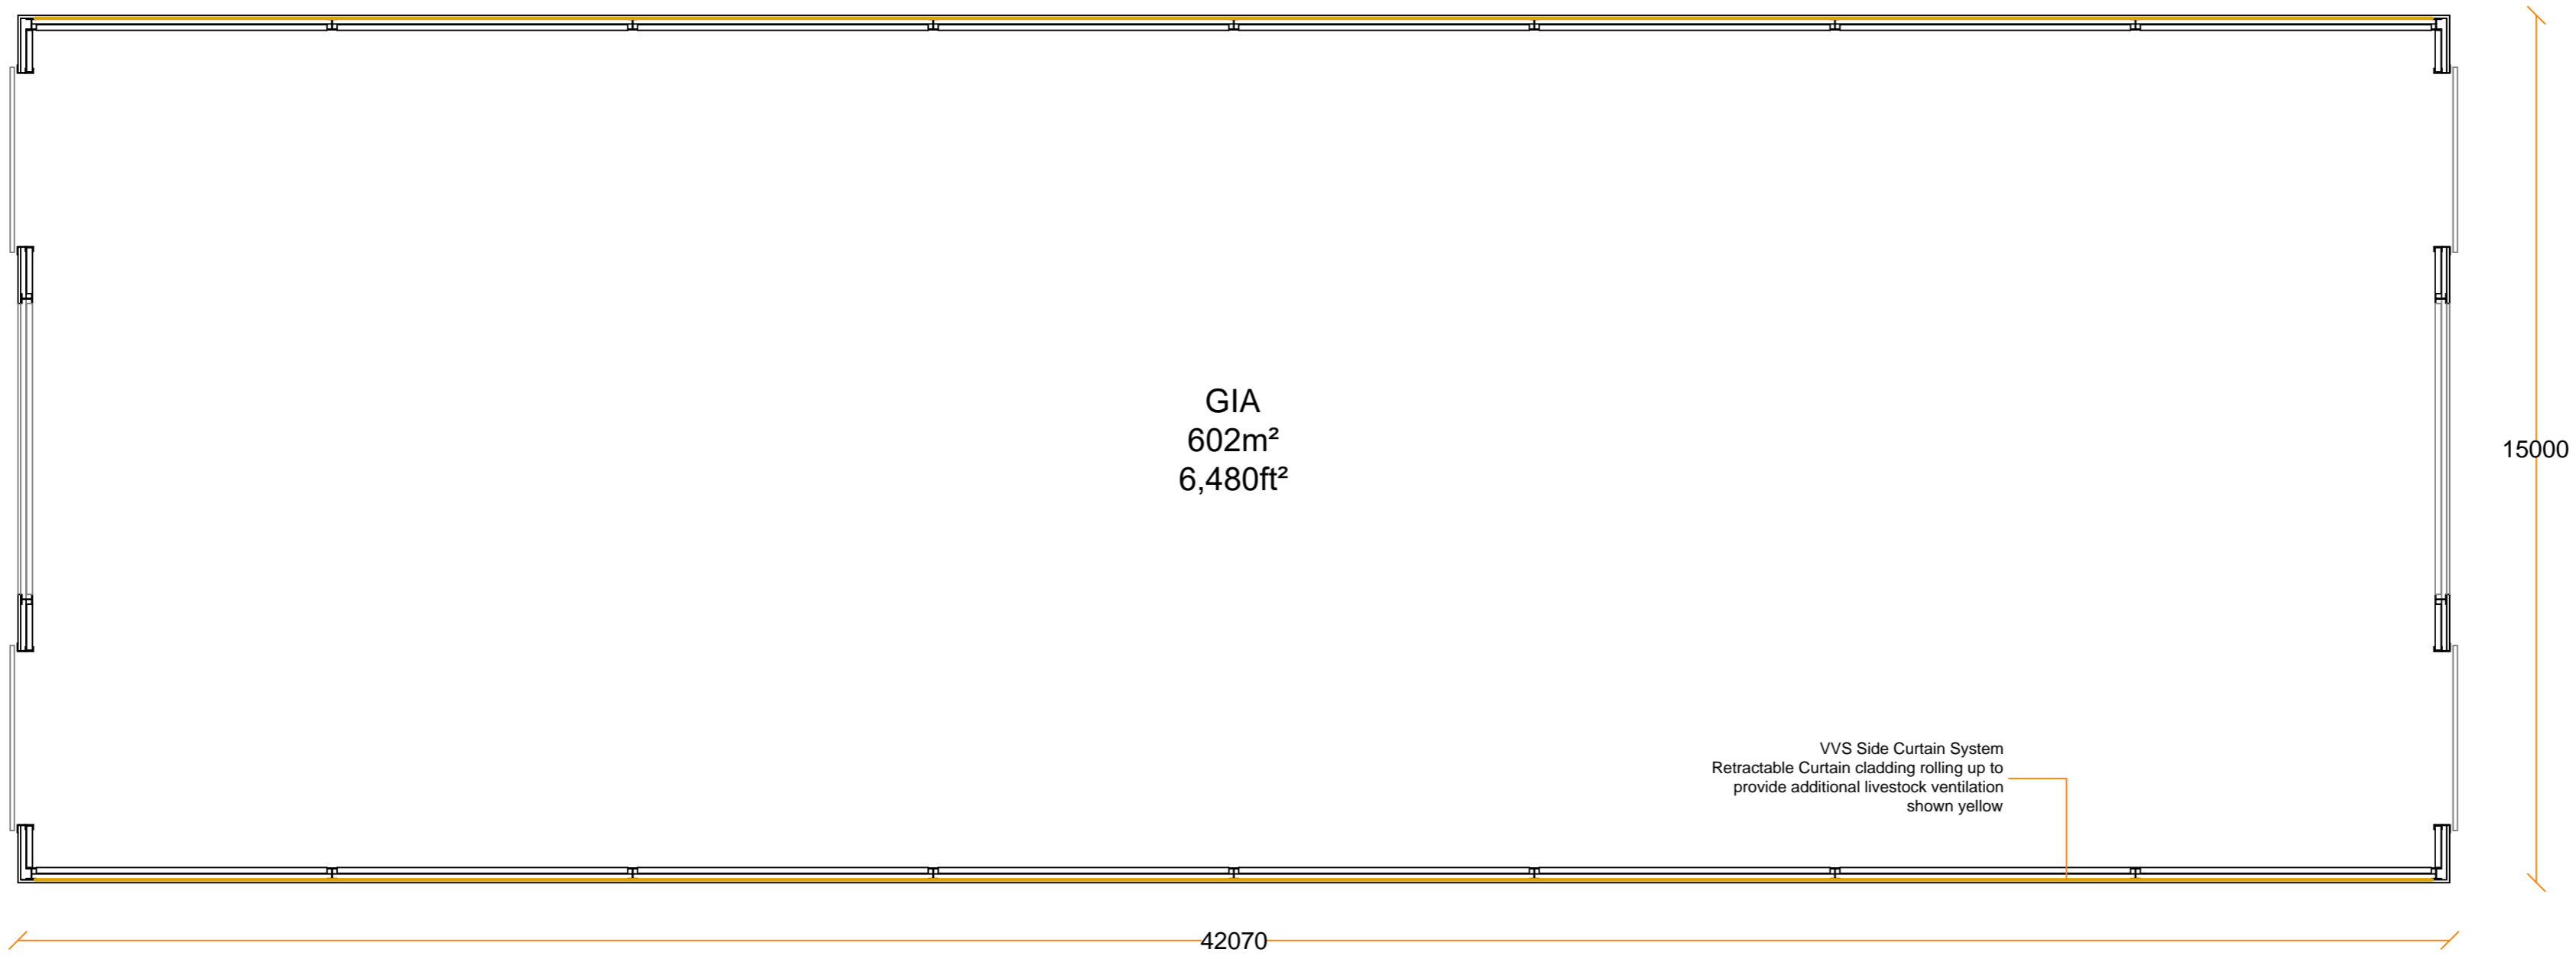 GIA
602m²
6,480ft²
15000
VVS Side Curtain System
Retractable Curtain cladding rolling up to
provide additional livestock ventilation
shown yellow
42070